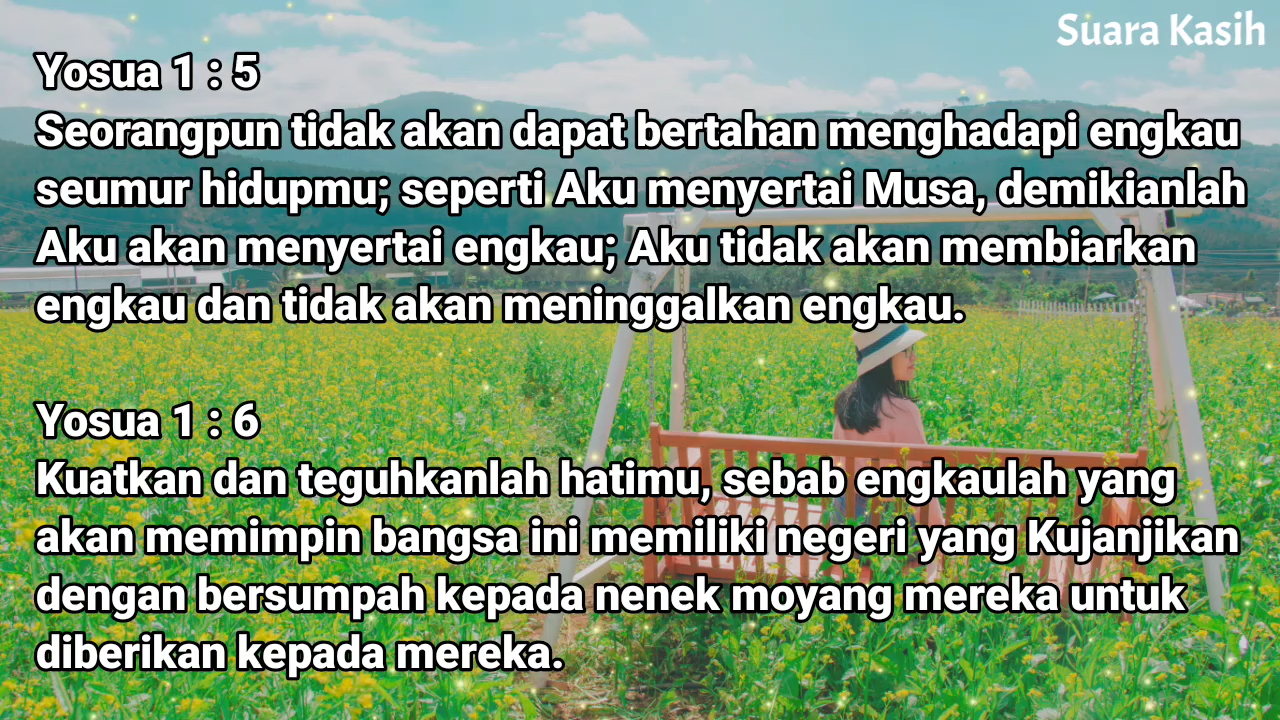 Suara Kasih
Yosua 1 : 5
Seorangpun tidak akan dapat bertahan menghadapi engkau
seumur hidupmu; seperti Aku menyertai Musa, demikianlah
Aku akan menyertai engkau; Aku tidak akan membiarkan
engkau dan tidak akan meninggalkan engkau.
Yosua 1 : 6
Kuatkan dan teguhkanlah hatimu, sebab engkaulah yang
akan memimpin bangsa ini memiliki negeri yang Kujanjikan
dengan bersumpah kepada nenek moyang mereka untuk
diberikan kepada mereka.